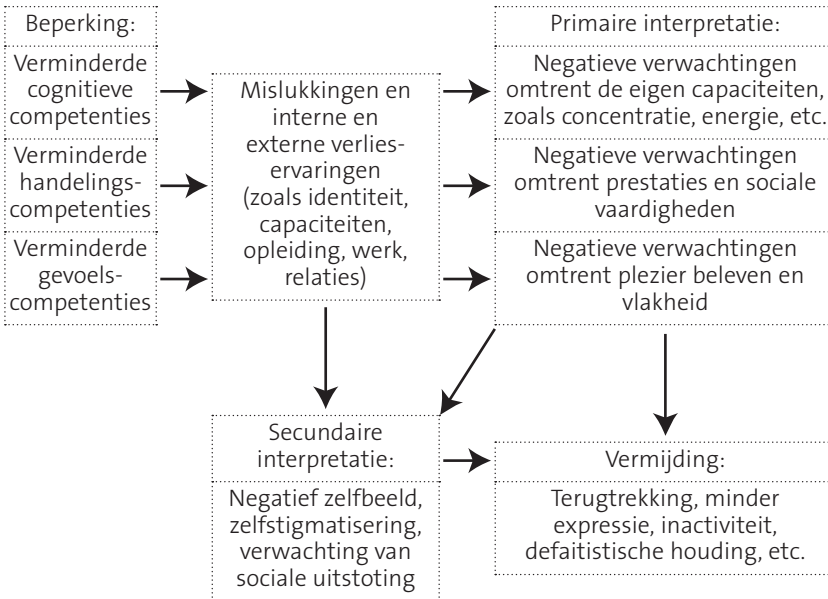 Beperking:
Verminderde
cognitieve
competenties
Verminderde
handelings-
competenties
Verminderde
gevoels-
competenties
Mislukkingen en
interne en
externe verlies-
ervaringen
(zoals identiteit,
capaciteiten,
opleiding, werk,
relaties)
Primaire interpretatie:
Negatieve verwachtingen
omtrent de eigen capaciteiten,
zoals concentratie, energie, etc.
Negatieve verwachtingen
omtrent prestaties en sociale
vaardigheden
Negatieve verwachtingen
omtrent plezier beleven en
vlakheid
Secundaire
interpretatie:
Negatief zelfbeeld,
zelfstigmatisering,
verwachting van
sociale uitstoting
Vermijding:
Terugtrekking, minder
expressie, inactiviteit,
defaitistische houding, etc.